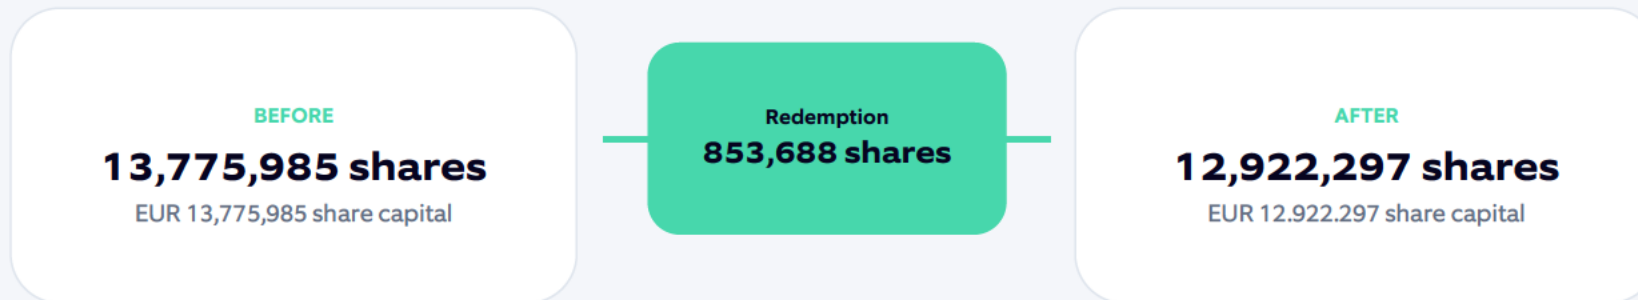 BEFORE
13,775,985 shares
EUR 13,775,985 share capital
Redemption
853,688 shares
AFTER
12,922,297 shares
EUR 12.922.297 share capital